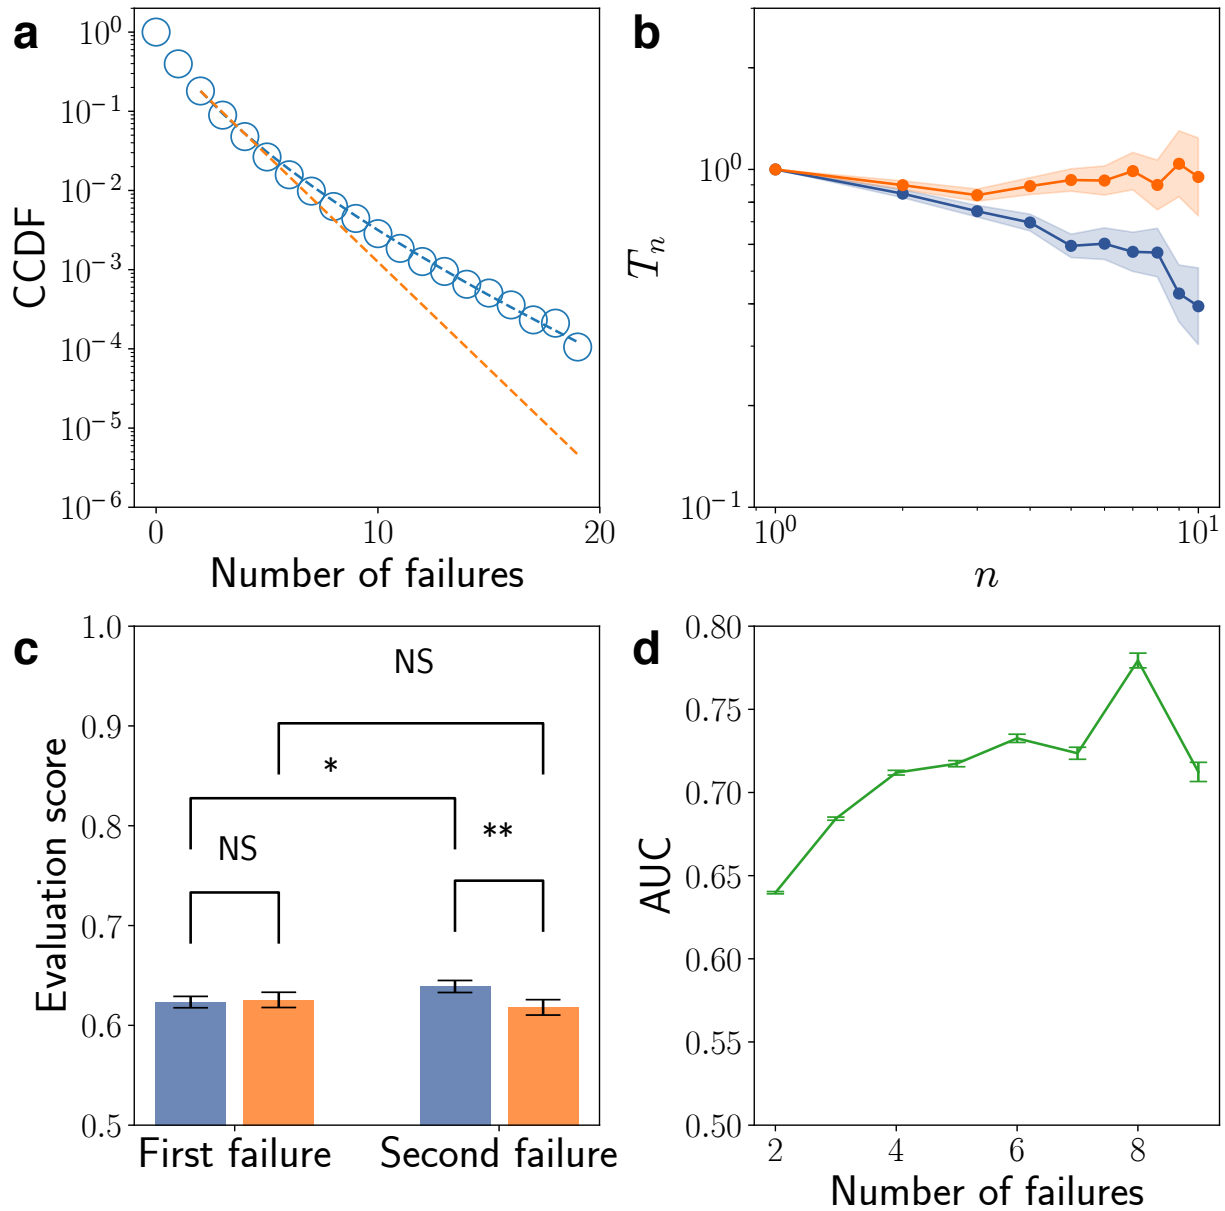 a
CCDF
10^0
10^-1
10^-2
10^-3
10^-4
10^-5
10^-6
0 10 20
Number of failures
b
T_n
10^0
10^-1
10^0 10^1
n
c
Evaluation score
1.0
0.9
0.8
0.7
0.6
0.5
NS
*
NS
**
First failure Second failure
d
AUC
0.80
0.75
0.70
0.65
0.60
0.55
0.50
2 4 6 8
Number of failures